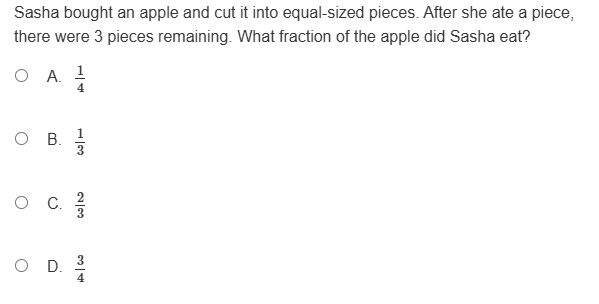 Sasha bought an apple and cut it into equal-sized pieces. After she ate a piece,
there were 3 pieces remaining. What fraction of the apple did Sasha eat?
A. 1/4
B. 1/3
C. 2/3
D. 3/4